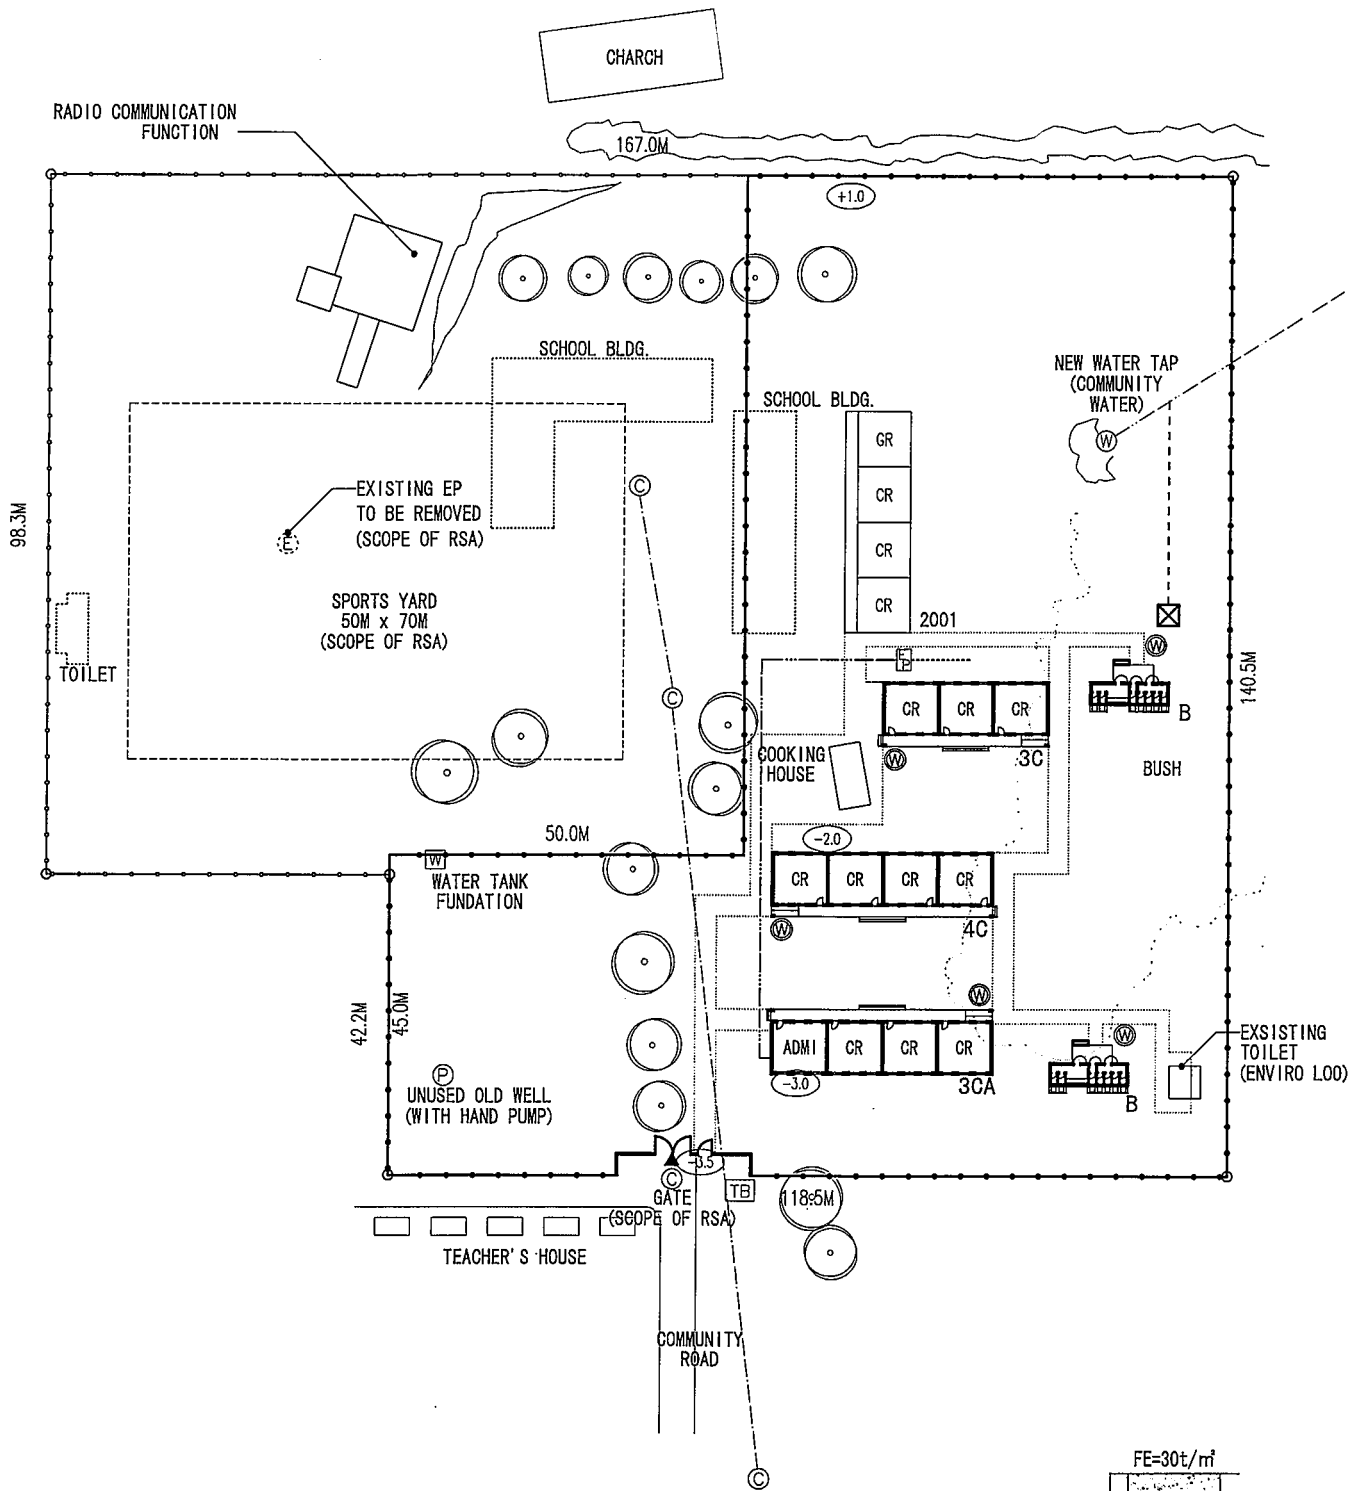 CHARCH
RADIO COMMUNICATION
FUNCTION
167.0M
+1.0
SCHOOL BLDG.
NEW WATER TAP
(COMMUNITY
WATER)
W
SCHOOL BLDG.
GR
CR
CR
CR
2001
C
EXISTING EP
TO BE REMOVED
(SCOPE OF RSA)
E
98.3M
SPORTS YARD
50M x 70M
(SCOPE OF RSA)
TOILET
W
EP
140.5M
C
CR CR CR
B
COOKING
HOUSE
W
3C
BUSH
50.0M
-2.0
W
WATER TANK
FUNDATION
CR CR CR CR
W
4C
W
42.2M
45.0M
ADMI CR CR CR
W
EXSISTING
TOILET
(ENVIRO LOO)
P
-3.0
3CA
B
UNUSED OLD WELL
(WITH HAND PUMP)
-3.5
C
TB
118.5M
GATE
(SCOPE OF RSA)
TEACHER'S HOUSE
COMMUNITY
ROAD
C
FE=30t/㎡